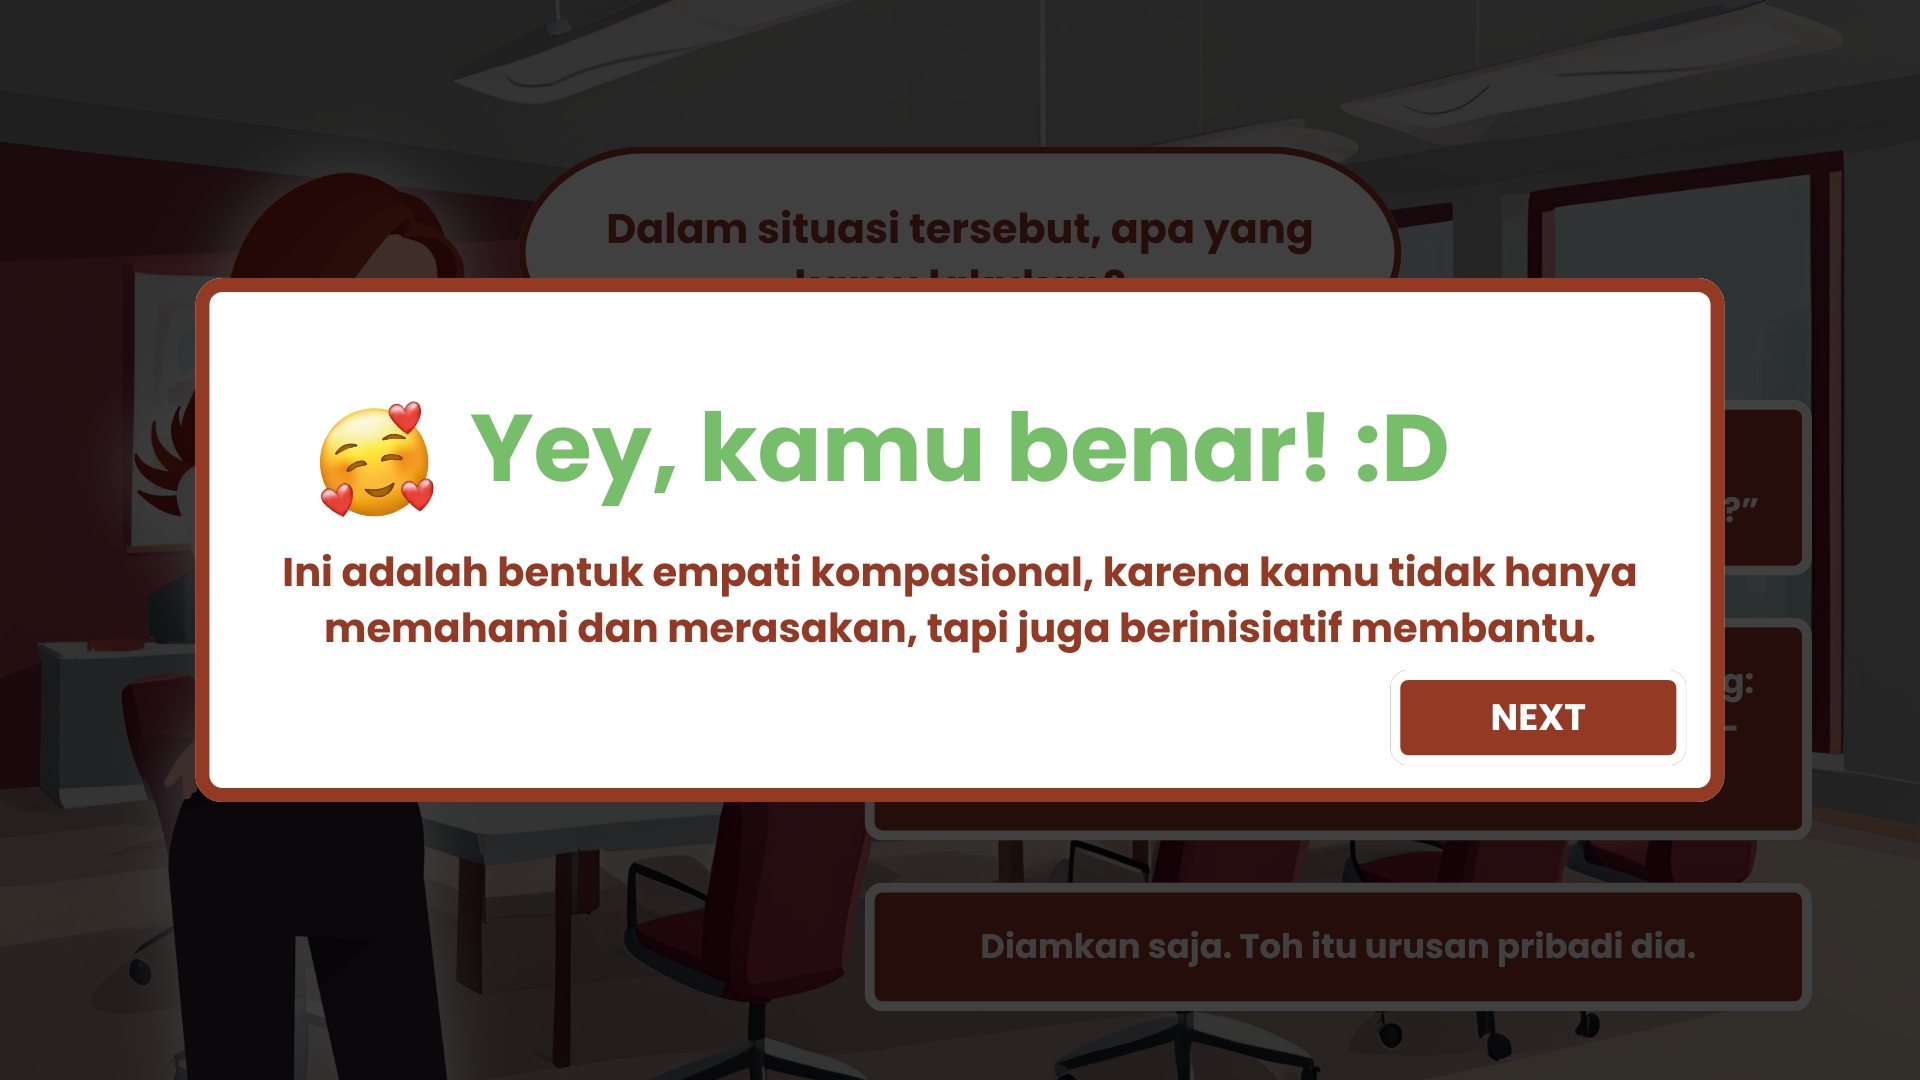 Dalam situasi tersebut, apa yang
Yey, kamu benar! :D
Ini adalah bentuk empati kompasional, karena kamu tidak hanya
memahami dan merasakan, tapi juga berinisiatif membantu.
NEXT
?”
g:
Diamkan saja. Toh itu urusan pribadi dia.